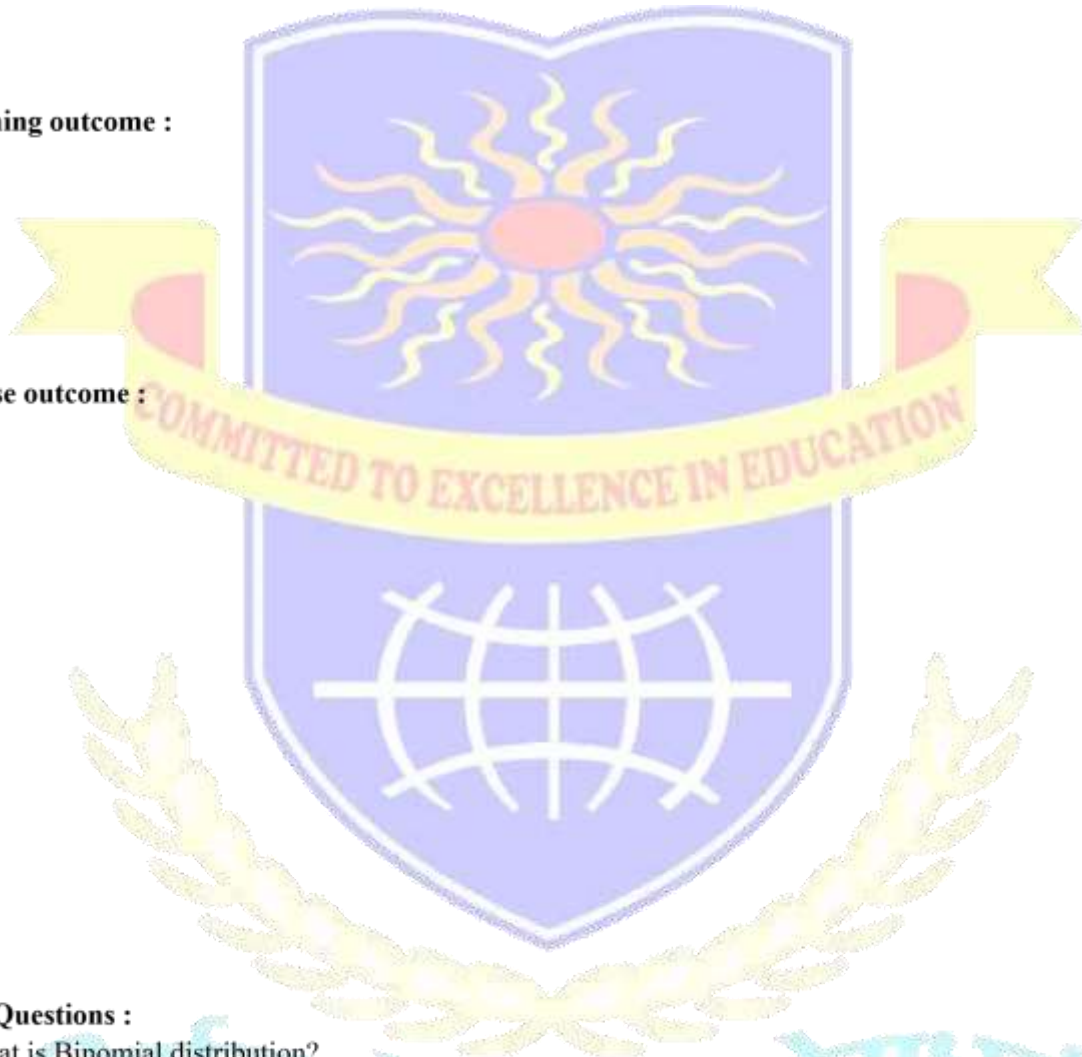 ning outcome :
se outcome :
COMMITTED TO EXCELLENCE IN EDUCATION
Questions :
at is Binomial distribution?